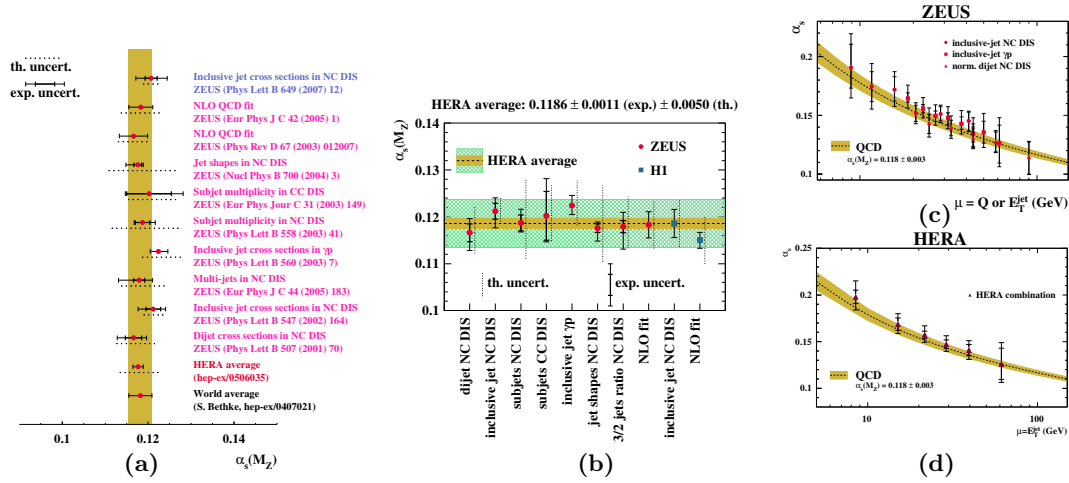 th. uncert.
exp. uncert.
Inclusive jet cross sections in NC DIS
ZEUS (Phys Lett B 649 (2007) 12)
NLO QCD fit
ZEUS (Eur Phys J C 42 (2005) 1)
NLO QCD fit
ZEUS (Phys Rev D 67 (2003) 012007)
Jet shapes in NC DIS
ZEUS (Nucl Phys B 700 (2004) 3)
Subjet multiplicity in CC DIS
ZEUS (Eur Phys Jour C 31 (2003) 149)
Subjet multiplicity in NC DIS
ZEUS (Phys Lett B 558 (2003) 41)
Inclusive jet cross sections in γp
ZEUS (Phys Lett B 560 (2003) 7)
Multi-jets in NC DIS
ZEUS (Eur Phys J C 44 (2005) 183)
Inclusive jet cross sections in NC DIS
ZEUS (Phys Lett B 547 (2002) 164)
Dijet cross sections in NC DIS
ZEUS (Phys Lett B 507 (2001) 70)
HERA average
(hep-ex/0506035)
World average
(S. Bethke, hep-ex/0407021)
0.1 0.12 0.14
αs(MZ)
(a)
HERA average: 0.1186 ± 0.0011 (exp.) ± 0.0050 (th.)
αs(MZ)
0.14
0.13
0.12
0.11
0.1
HERA average
ZEUS
H1
th. uncert.
exp. uncert.
dijet NC DIS
inclusive jet NC DIS
subjets NC DIS
subjets CC DIS
inclusive jet γp
jet shapes NC DIS
3/2 jets ratio NC DIS
NLO fit
inclusive jet NC DIS
NLO fit
(b)
ZEUS
αs
0.2
0.15
0.1
inclusive-jet NC DIS
inclusive-jet γp
norm. dijet NC DIS
QCD
αs(MZ) = 0.118 ± 0.003
μ = Q or E_T^jet (GeV)
(c)
HERA
αs
0.25
0.2
0.15
0.1
HERA combination
QCD
αs(MZ) = 0.118 ± 0.003
10 100
μ=E_T^jet (GeV)
(d)